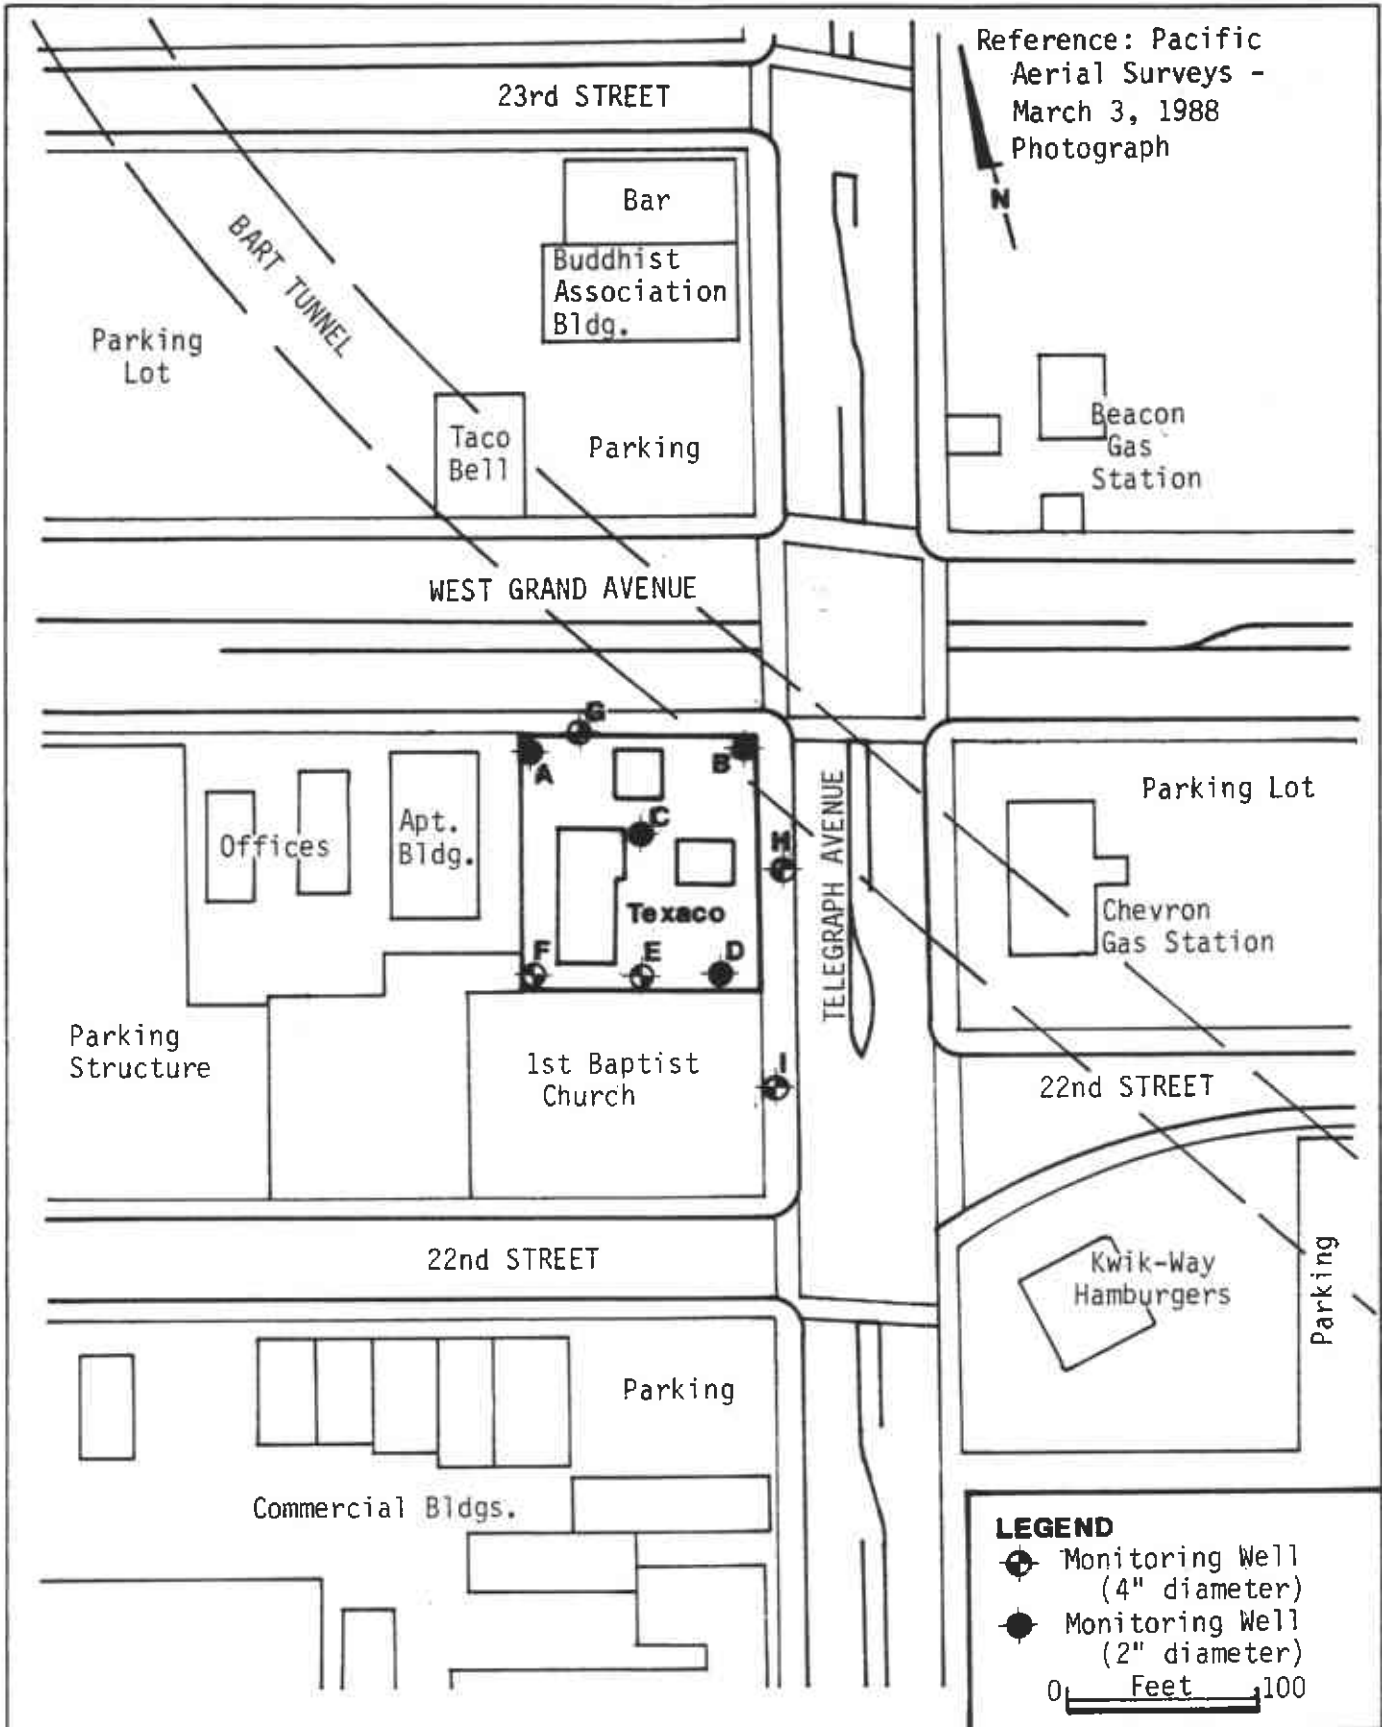 Reference: Pacific
Aerial Surveys -
March 3, 1988
Photograph
N
23rd STREET
Bar
Buddhist
Association
Bldg.
BART TUNNEL
Parking
Lot
Taco
Bell
Parking
Beacon
Gas
Station
WEST GRAND AVENUE
G
A
B
C
H
Offices
Apt.
Bldg.
Texaco
F
E
D
TELEGRAPH AVENUE
Parking Lot
Chevron
Gas Station
Parking
Structure
1st Baptist
Church
I
22nd STREET
22nd STREET
Kwik-Way
Hamburgers
Parking
Parking
Commercial Bldgs.
LEGEND
Monitoring Well
(4" diameter)
Monitoring Well
(2" diameter)
0 Feet 100